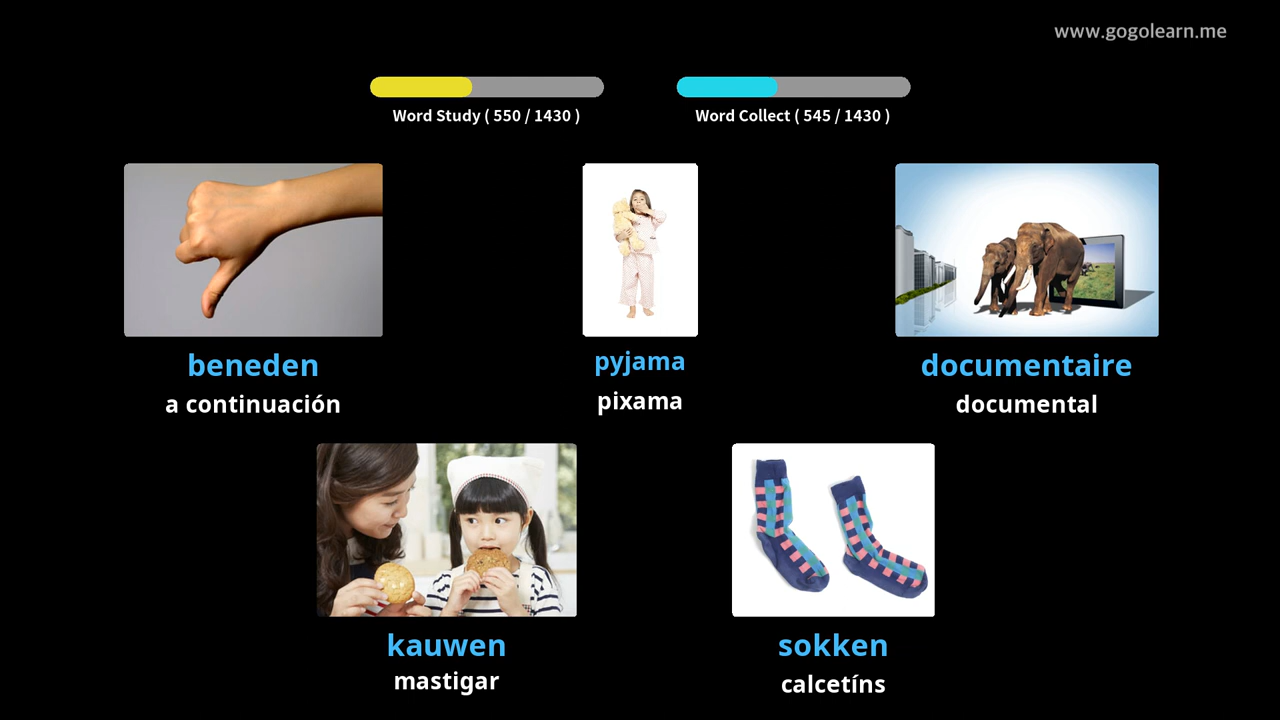 www.gogolearn.me
Word Study ( 550 / 1430 )
Word Collect ( 545 / 1430 )
beneden
a continuación
pyjama
pixama
documentaire
documental
kauwen
mastigar
sokken
calcetíns